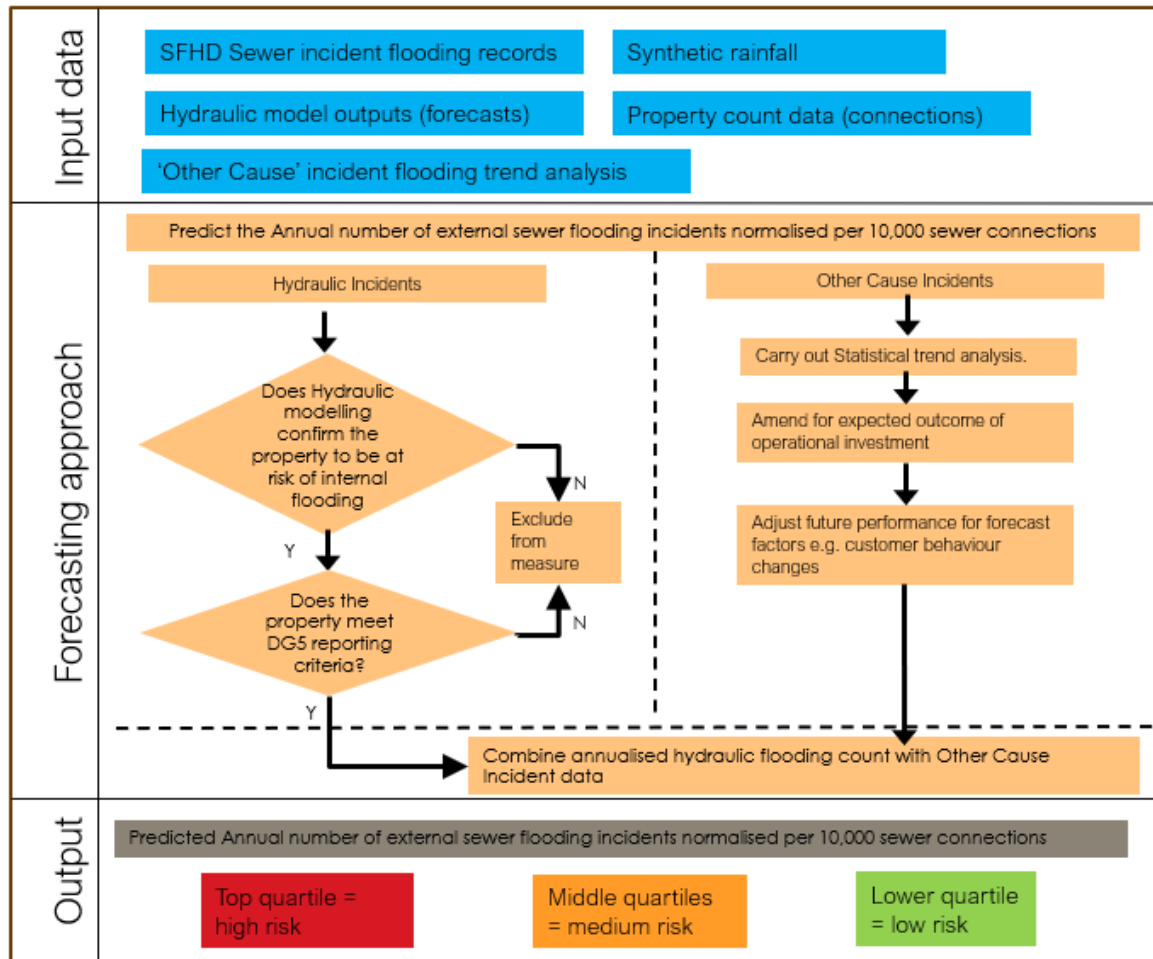 Input data
SFHD Sewer incident flooding records
Synthetic rainfall
Hydraulic model outputs (forecasts)
Property count data (connections)
‘Other Cause’ incident flooding trend analysis
Forecasting approach
Predict the Annual number of external sewer flooding incidents normalised per 10,000 sewer connections
Hydraulic Incidents
Does Hydraulic
modelling
confirm the
property to be at
risk of internal
flooding
N
Y
Exclude
from
measure
Does the
property meet
DG5 reporting
criteria?
N
Y
Other Cause Incidents
Carry out Statistical trend analysis.
Amend for expected outcome of
operational investment
Adjust future performance for forecast
factors e.g. customer behaviour
changes
Combine annualised hydraulic flooding count with Other Cause
Incident data
Output
Predicted Annual number of external sewer flooding incidents normalised per 10,000 sewer connections
Top quartile =
high risk
Middle quartiles
= medium risk
Lower quartile
= low risk